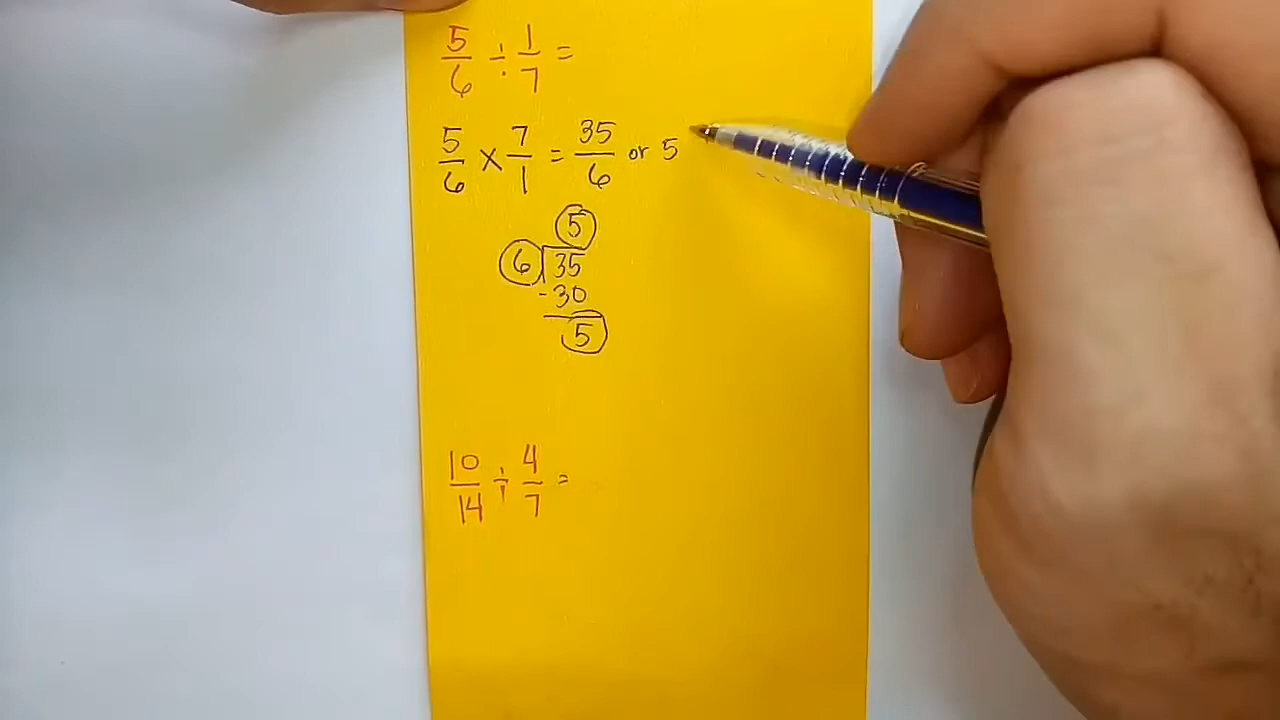 5/6 ÷ 1/7 =
5/6 × 7/1 = 35/6 or 5
5
6 35
-30
5
10/14 ÷ 4/7 =